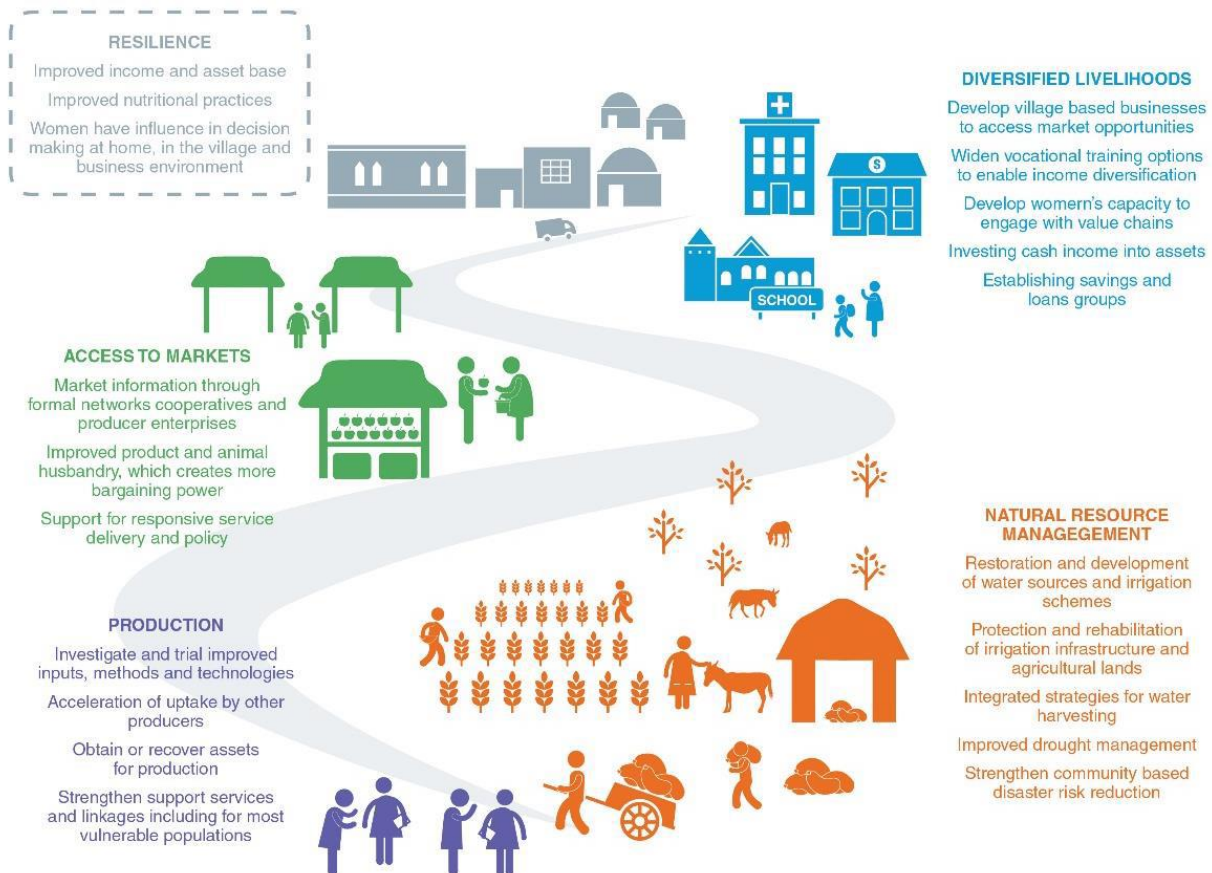 RESILIENCE
Improved income and asset base
Improved nutritional practices
Women have influence in decision
making at home, in the village and
business environment
DIVERSIFIED LIVELIHOODS
Develop village based businesses
to access market opportunities
Widen vocational training options
to enable income diversification
Develop womern's capacity to
engage with value chains
Investing cash income into assets
Establishing savings and
loans groups
$
SCHOOL
ACCESS TO MARKETS
Market information through
formal networks cooperatives and
producer enterprises
Improved product and animal
husbandry, which creates more
bargaining power
Support for responsive service
delivery and policy
NATURAL RESOURCE
MANAGEGEMENT
Restoration and development
of water sources and irrigation
schemes
Protection and rehabilitation
of irrigation infrastructure and
agricultural lands
Integrated strategies for water
harvesting
Improved drought management
Strengthen community based
disaster risk reduction
PRODUCTION
Investigate and trial improved
inputs, methods and technologies
Acceleration of uptake by other
producers
Obtain or recover assets
for production
Strengthen support services
and linkages including for most
vulnerable populations